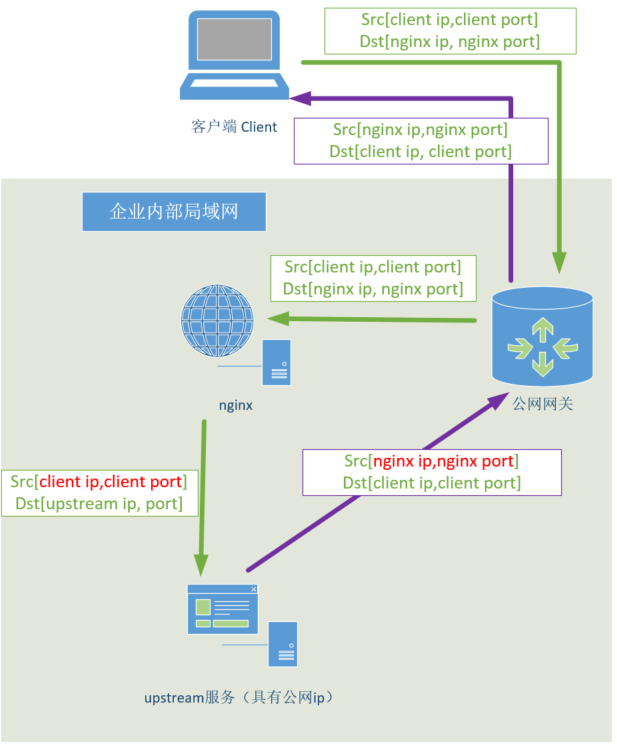 Src[client ip,client port]
Dst[nginx ip, nginx port]
客户端 Client
Src[nginx ip,nginx port]
Dst[client ip, client port]
企业内部局域网
Src[client ip,client port]
Dst[nginx ip, nginx port]
nginx
公网网关
Src[nginx ip,nginx port]
Dst[client ip,client port]
Src[client ip,client port]
Dst[upstream ip, port]
upstream服务（具有公网ip）